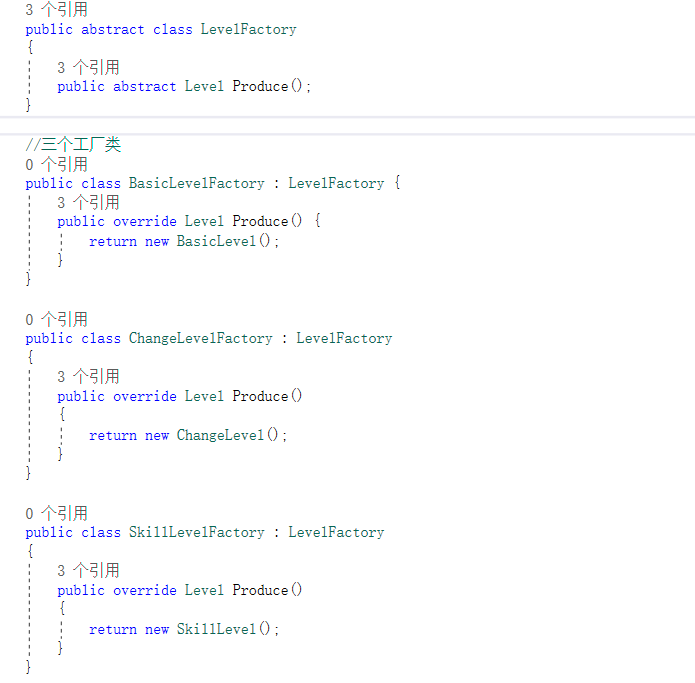 3 个引用
public abstract class LevelFactory
{
3 个引用
public abstract Level Produce();
}
//三个工厂类
0 个引用
public class BasicLevelFactory : LevelFactory {
3 个引用
public override Level Produce() {
return new BasicLevel();
}
}
0 个引用
public class ChangeLevelFactory : LevelFactory
{
3 个引用
public override Level Produce()
{
return new ChangeLevel();
}
}
0 个引用
public class SkillLevelFactory : LevelFactory
{
3 个引用
public override Level Produce()
{
return new SkillLevel();
}
}